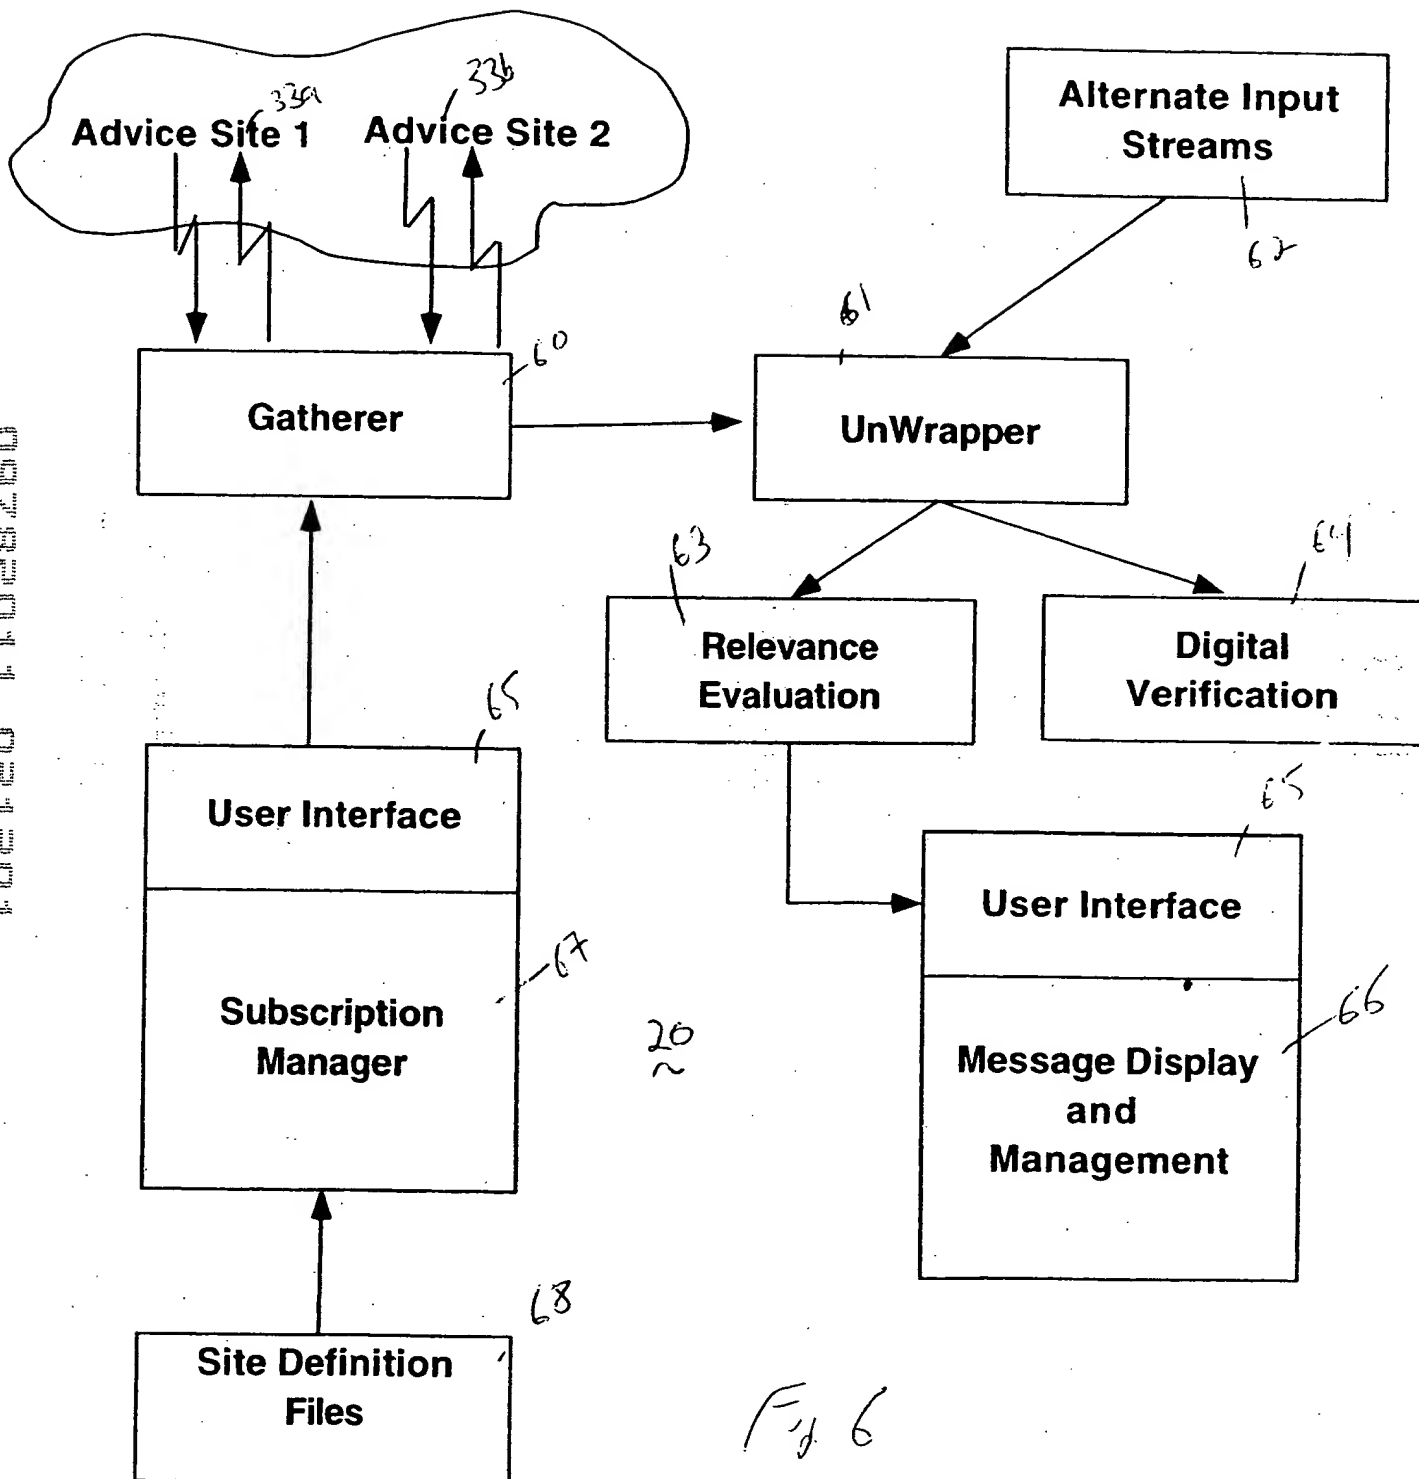 33a
33b
Advice Site 1
Advice Site 2
Alternate Input
Streams
62
61
60
Gatherer
UnWrapper
63
64
Relevance
Evaluation
Digital
Verification
65
User Interface
65
User Interface
67
Subscription
Manager
20
66
Message Display
and
Management
68
Site Definition
Files
Fig 6